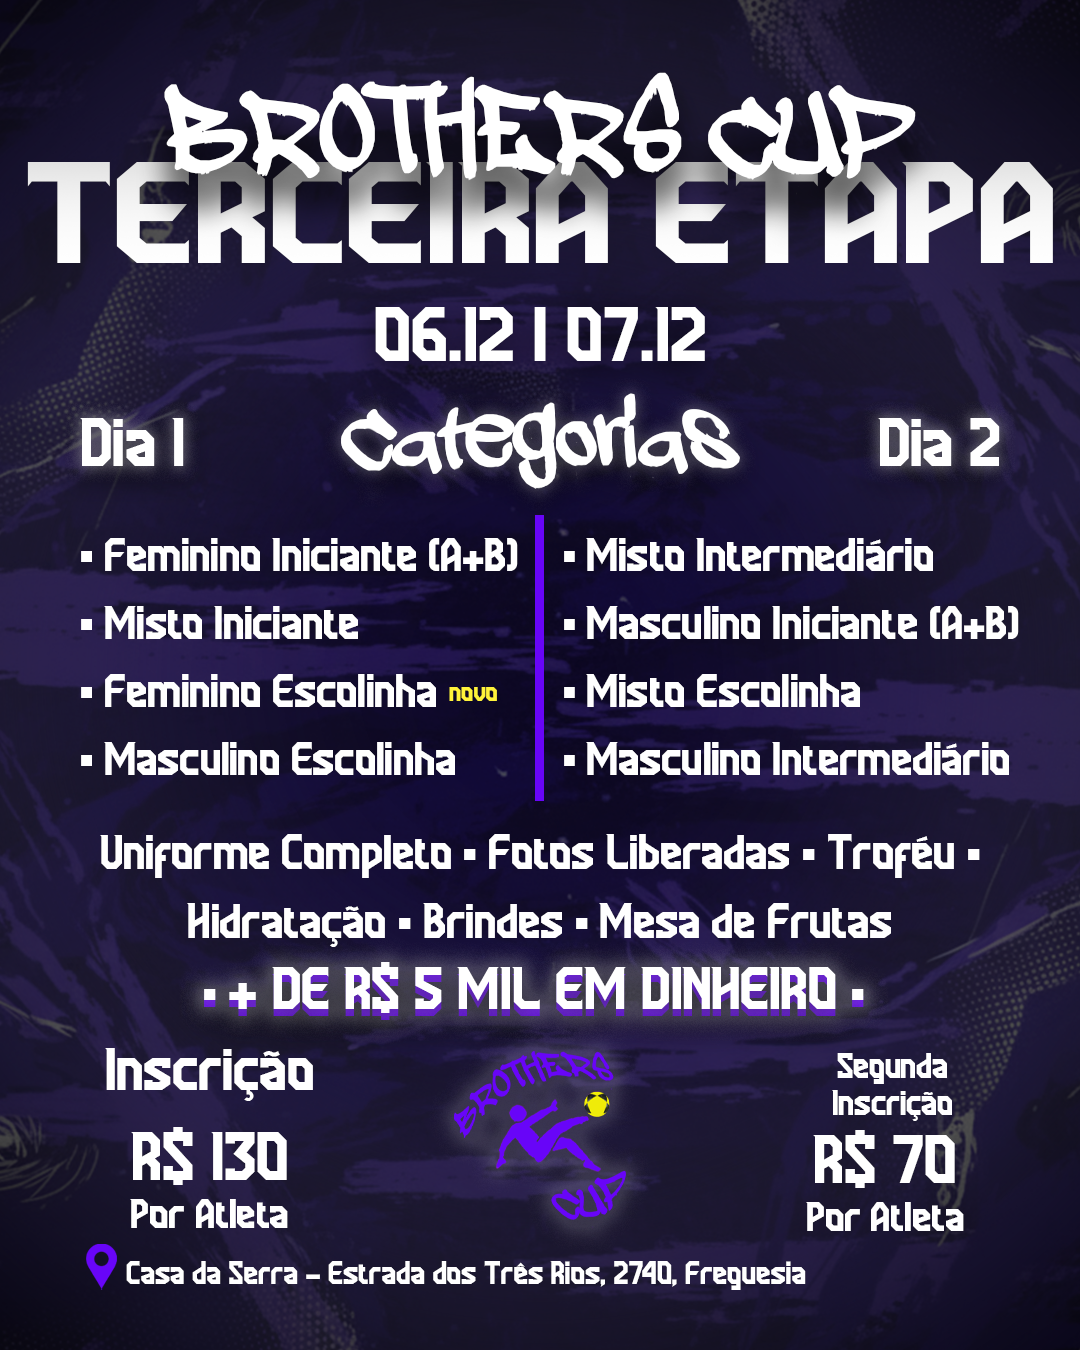 BROTHERS CUP
TERCEIRA ETAPA
06.12 | 07.12
Dia 1
Categorias
Dia 2
▪ Feminino Iniciante (A+B)
▪ Misto Iniciante
▪ Feminino Escolinha novo
▪ Masculino Escolinha
▪ Misto Intermediário
▪ Masculino Iniciante (A+B)
▪ Misto Escolinha
▪ Masculino Intermediário
Uniforme Completo ▪ Fotos Liberadas ▪ Troféu ▪
Hidratação ▪ Brindes ▪ Mesa de Frutas
▪ + DE R$ 5 MIL EM DINHEIRO ▪
Inscrição
R$ 130
Por Atleta
BROTHERS
CUP
Segunda
Inscrição
R$ 70
Por Atleta
Casa da Serra – Estrada dos Três Rios, 2740, Freguesia